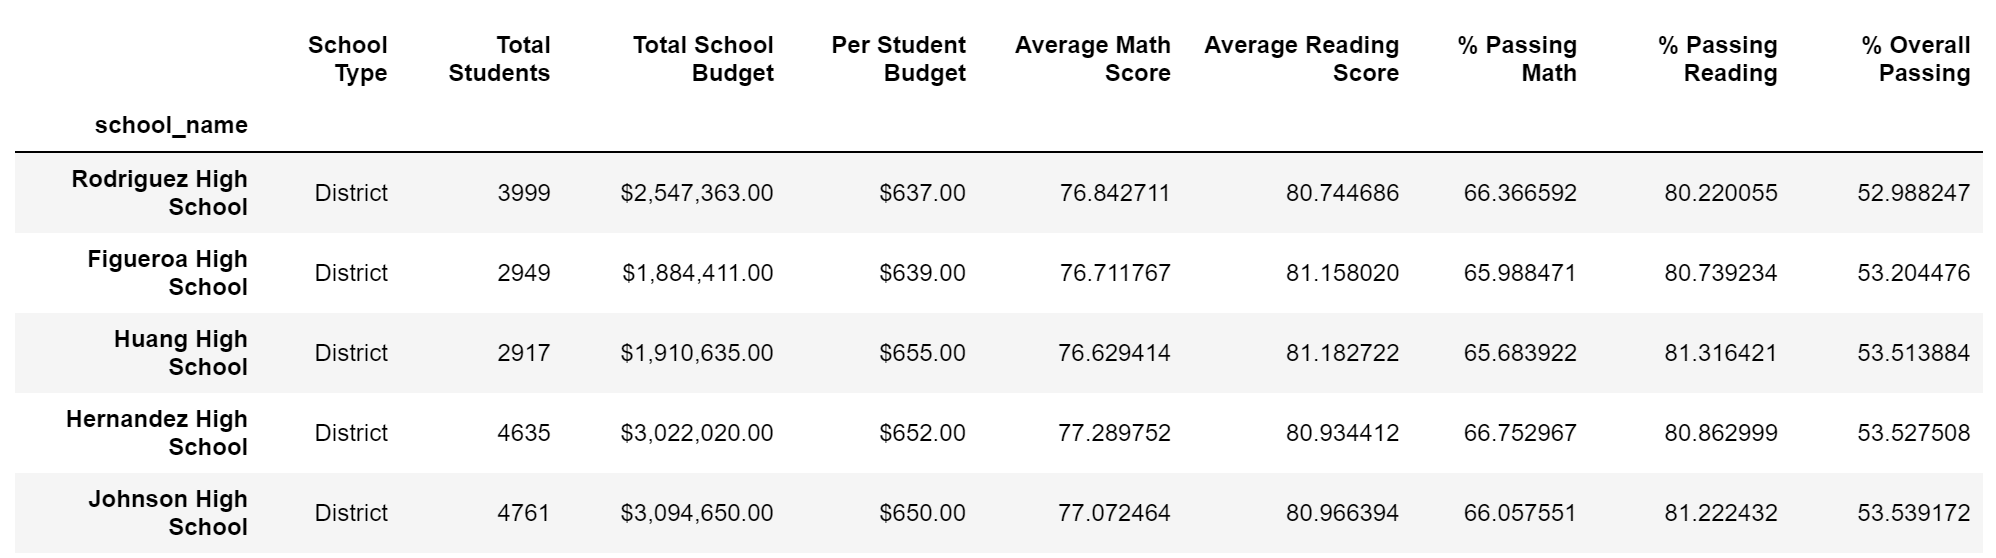 School Type Total Students Total School Budget Per Student Budget Average Math Score Average Reading Score % Passing Math % Passing Reading % Overall Passing
school_name
Rodriguez High School District 3999 $2,547,363.00 $637.00 76.842711 80.744686 66.366592 80.220055 52.988247
Figueroa High School District 2949 $1,884,411.00 $639.00 76.711767 81.158020 65.988471 80.739234 53.204476
Huang High School District 2917 $1,910,635.00 $655.00 76.629414 81.182722 65.683922 81.316421 53.513884
Hernandez High School District 4635 $3,022,020.00 $652.00 77.289752 80.934412 66.752967 80.862999 53.527508
Johnson High School District 4761 $3,094,650.00 $650.00 77.072464 80.966394 66.057551 81.222432 53.539172